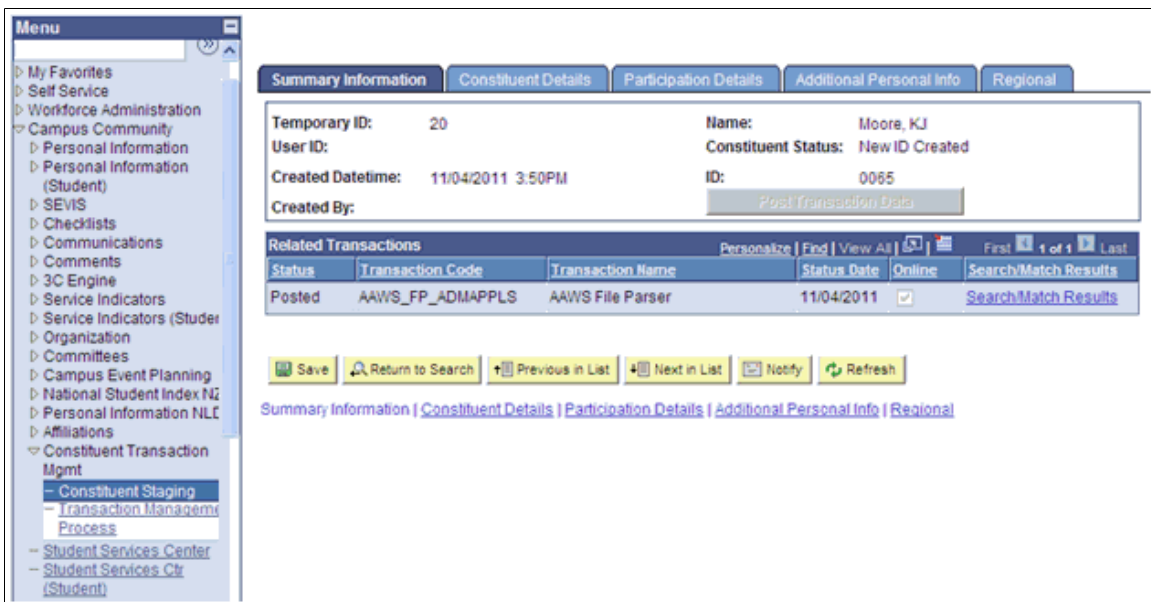 Menu
My Favorites
Self Service
Workforce Administration
Campus Community
Personal Information
Personal Information
(Student)
SEVIS
Checklists
Communications
Comments
3C Engine
Service Indicators
Service Indicators (Studer
Organization
Committees
Campus Event Planning
National Student Index NZ
Personal Information NLD
Affiliations
Constituent Transaction
Mgmt
– Constituent Staging
– Transaction Manageme
Process
– Student Services Center
– Student Services Ctr
(Student)
Summary Information Constituent Details Participation Details Additional Personal Info Regional
Temporary ID: 20 Name: Moore, KJ
User ID: Constituent Status: New ID Created
Created Datetime: 11/04/2011 3:50PM ID: 0065
Created By: Post Transaction Data
Related Transactions Personalize | Find | View All | | First 1 of 1 Last
Status Transaction Code Transaction Name Status Date Online Search/Match Results
Posted AAWS_FP_ADMAPPLS AAWS File Parser 11/04/2011 Search/Match Results
Save Return to Search Previous in List Next in List Notify Refresh
Summary Information | Constituent Details | Participation Details | Additional Personal Info | Regional